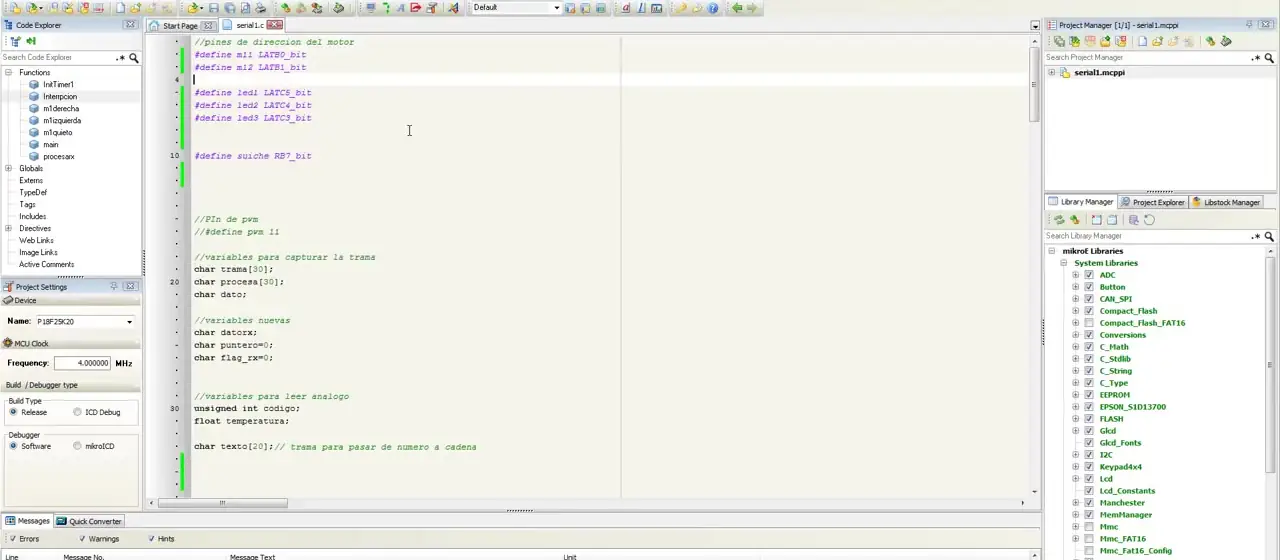 Default
Code Explorer
Start Page
serial1.c
Project Manager [1/1] - serial1.mcppi
Search Code Explorer
Functions
InitTimer1
Interrpcion
m1derecha
m1izquierda
m1quieto
main
procesarx
Globals
Externs
TypeDef
Tags
Includes
Directives
Web Links
Image Links
Active Comments
Project Settings
Device
Name: P18F25K20
MCU Clock
Frequency: 4.000000 MHz
Build / Debugger type
Build Type
Release ICD Debug
Debugger
Software mikroICD
//pines de direccion del motor
#define m11 LATB0_bit
#define m12 LATB1_bit
4
#define led1 LATC5_bit
#define led2 LATC4_bit
#define led3 LATC3_bit
10 #define suiche RB7_bit
//PIn de pwm
//#define pwm 11
//variables para capturar la trama
char trama[30];
20 char procesa[30];
char dato;
//variables nuevas
char datorx;
char puntero=0;
char flag_rx=0;
//variables para leer analogo
30 unsigned int codigo;
float temperatura;
char texto[20];// trama para pasar de numero a cadena
Search Project Manager
serial1.mcppi
Library Manager Project Explorer Libstock Manager
Search Library Manager
mikroE Libraries
System Libraries
ADC
Button
CAN_SPI
Compact_Flash
Compact_Flash_FAT16
Conversions
C_Math
C_Stdlib
C_String
C_Type
EEPROM
EPSON_S1D13700
FLASH
Glcd
Glcd_Fonts
I2C
Keypad4x4
Lcd
Lcd_Constants
Manchester
MemManager
Mmc
Mmc_FAT16
Mmc_Fat16_Config
Messages Quick Converter
Errors Warnings Hints
Line Message No. Message Text Unit